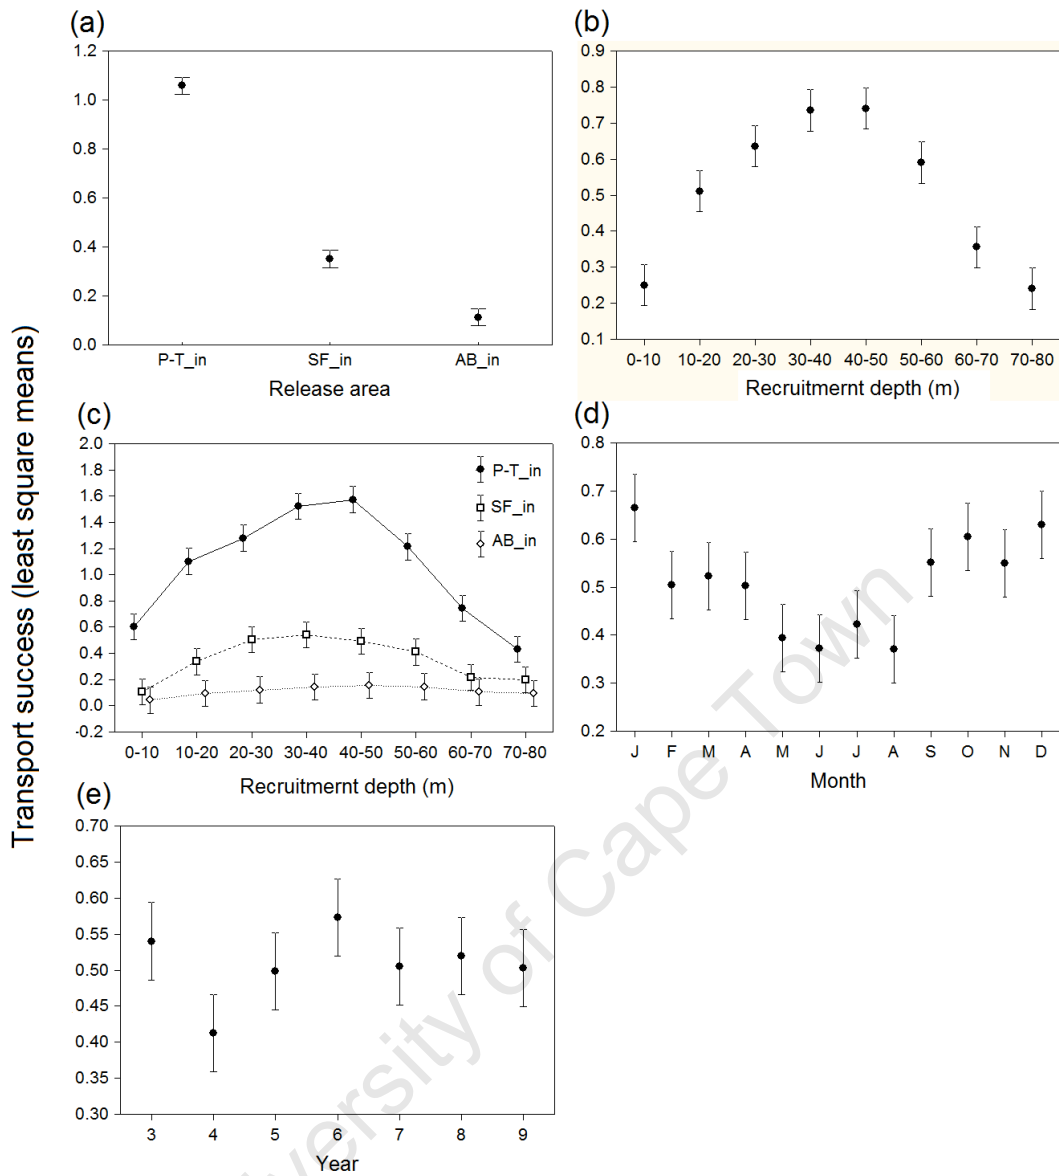 (a)
1.2
1.0
0.8
0.6
0.4
0.2
0.0
P-T_in SF_in AB_in
Release area
(b)
0.9
0.8
0.7
0.6
0.5
0.4
0.3
0.2
0.1
0-10 10-20 20-30 30-40 40-50 50-60 60-70 70-80
Recruitmernt depth (m)
Transport success (least square means)
(c)
2.0
1.8
1.6
1.4
1.2
1.0
0.8
0.6
0.4
0.2
0.0
-0.2
P-T_in
SF_in
AB_in
0-10 10-20 20-30 30-40 40-50 50-60 60-70 70-80
Recruitmernt depth (m)
(d)
0.8
0.7
0.6
0.5
0.4
0.3
0.2
J F M A M J J A S O N D
Month
(e)
0.70
0.65
0.60
0.55
0.50
0.45
0.40
0.35
0.30
3 4 5 6 7 8 9
Year
versity of Cape Town